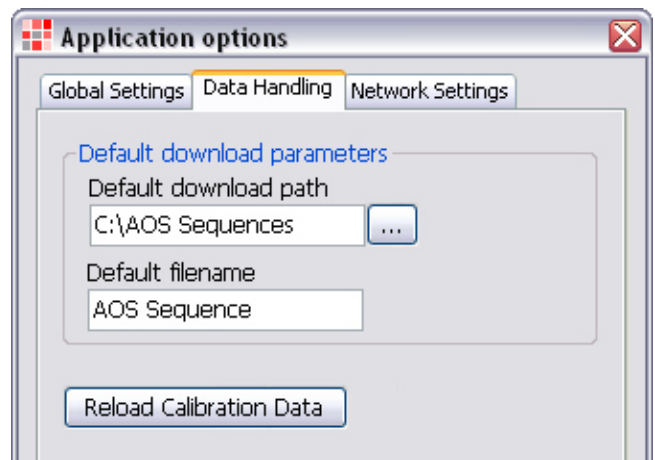 Application options
Global Settings Data Handling Network Settings
Default download parameters
Default download path
C:\AOS Sequences ...
Default filename
AOS Sequence
Reload Calibration Data